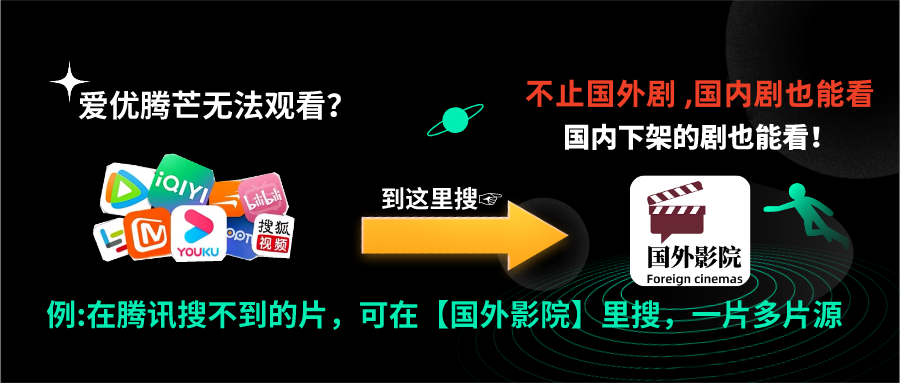 爱优腾芒无法观看?
不止国外剧 ,国内剧也能看
国内下架的剧也能看!
iQIYI
bilibili
YOUKU
搜狐
视频
到这里搜☞
国外影院
Foreign cinemas
例:在腾讯搜不到的片，可在【国外影院】里搜，一片多片源